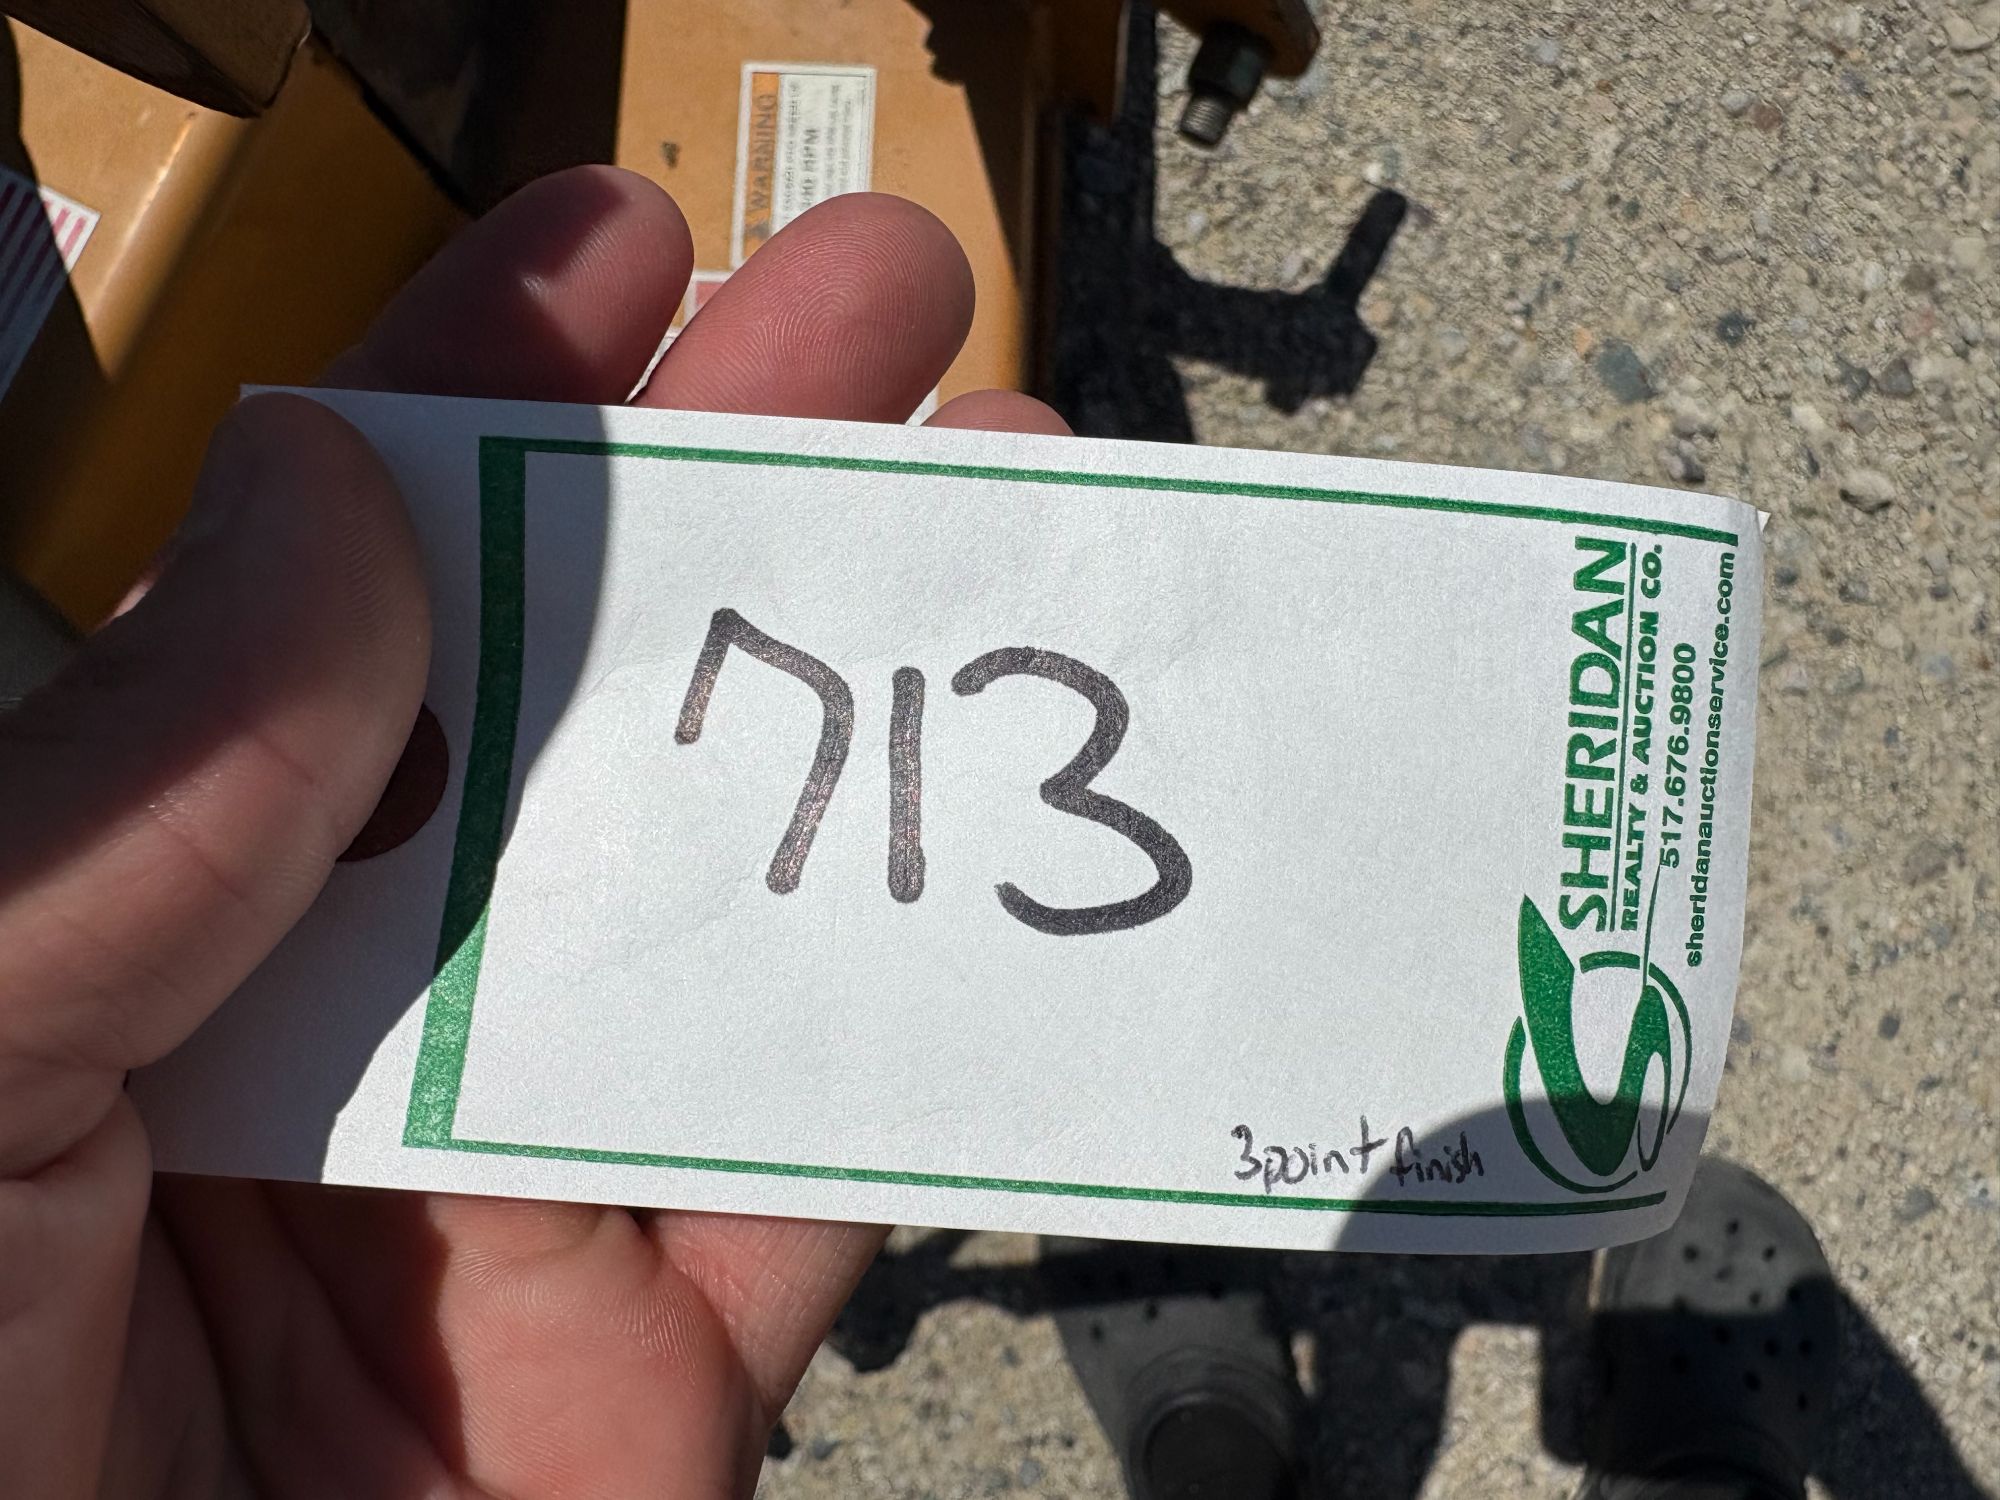 713
3point finish
SHERIDAN
REALTY & AUCTION CO.
517.676.9800
sheridanauctionservice.com
WARNING